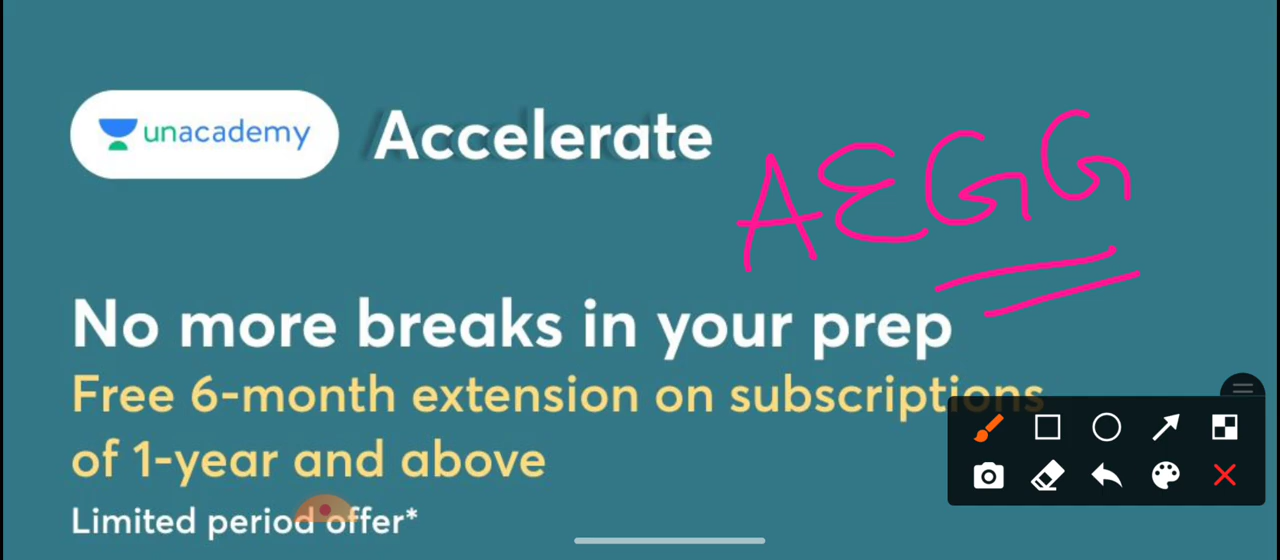 unacademy Accelerate
AEGG
No more breaks in your prep
Free 6-month extension on subscriptions
of 1-year and above
Limited period offer*